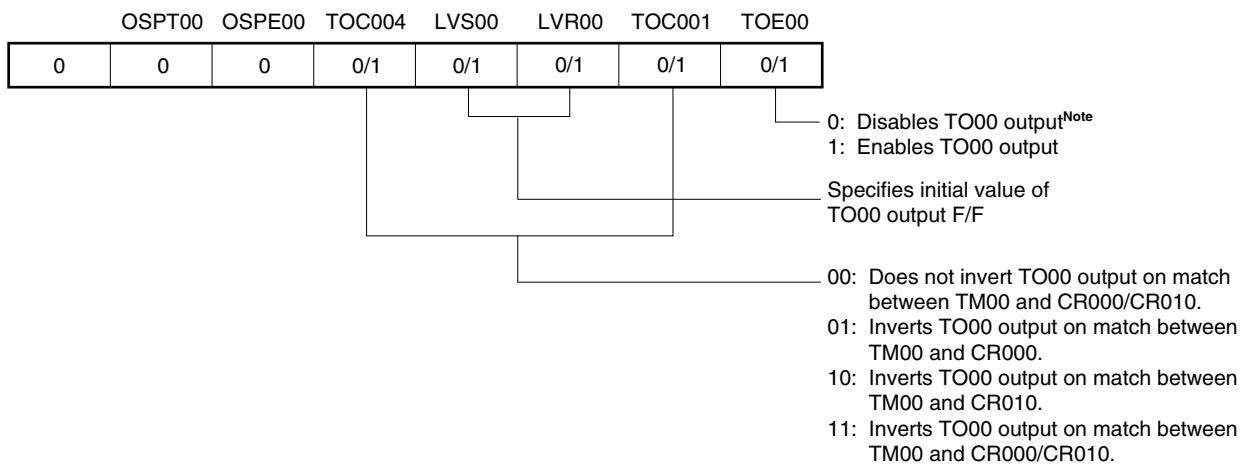 OSPT00 OSPE00 TOC004 LVS00 LVR00 TOC001 TOE00
0 0 0 0/1 0/1 0/1 0/1 0/1
0: Disables TO00 outputNote
1: Enables TO00 output
Specifies initial value of
TO00 output F/F
00: Does not invert TO00 output on match
between TM00 and CR000/CR010.
01: Inverts TO00 output on match between
TM00 and CR000.
10: Inverts TO00 output on match between
TM00 and CR010.
11: Inverts TO00 output on match between
TM00 and CR000/CR010.